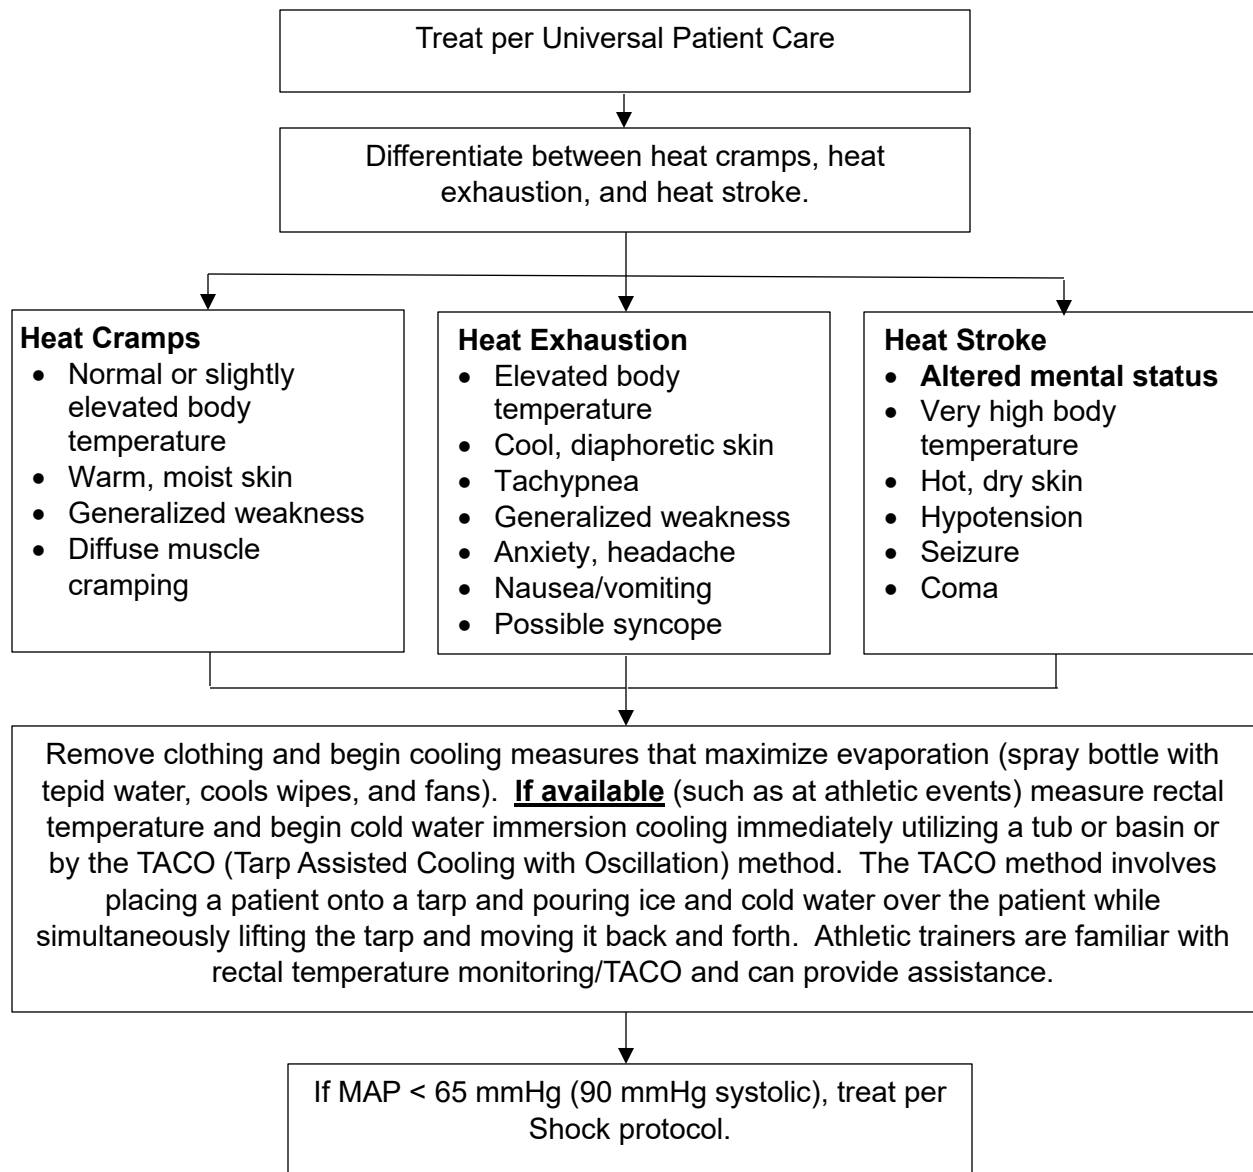 Treat per Universal Patient Care
Differentiate between heat cramps, heat
exhaustion, and heat stroke.
Heat Cramps
• Normal or slightly
elevated body
temperature
• Warm, moist skin
• Generalized weakness
• Diffuse muscle
cramping
Heat Exhaustion
• Elevated body
temperature
• Cool, diaphoretic skin
• Tachypnea
• Generalized weakness
• Anxiety, headache
• Nausea/vomiting
• Possible syncope
Heat Stroke
• Altered mental status
• Very high body
temperature
• Hot, dry skin
• Hypotension
• Seizure
• Coma
Remove clothing and begin cooling measures that maximize evaporation (spray bottle with
tepid water, cools wipes, and fans). If available (such as at athletic events) measure rectal
temperature and begin cold water immersion cooling immediately utilizing a tub or basin or
by the TACO (Tarp Assisted Cooling with Oscillation) method. The TACO method involves
placing a patient onto a tarp and pouring ice and cold water over the patient while
simultaneously lifting the tarp and moving it back and forth. Athletic trainers are familiar with
rectal temperature monitoring/TACO and can provide assistance.
If MAP < 65 mmHg (90 mmHg systolic), treat per
Shock protocol.